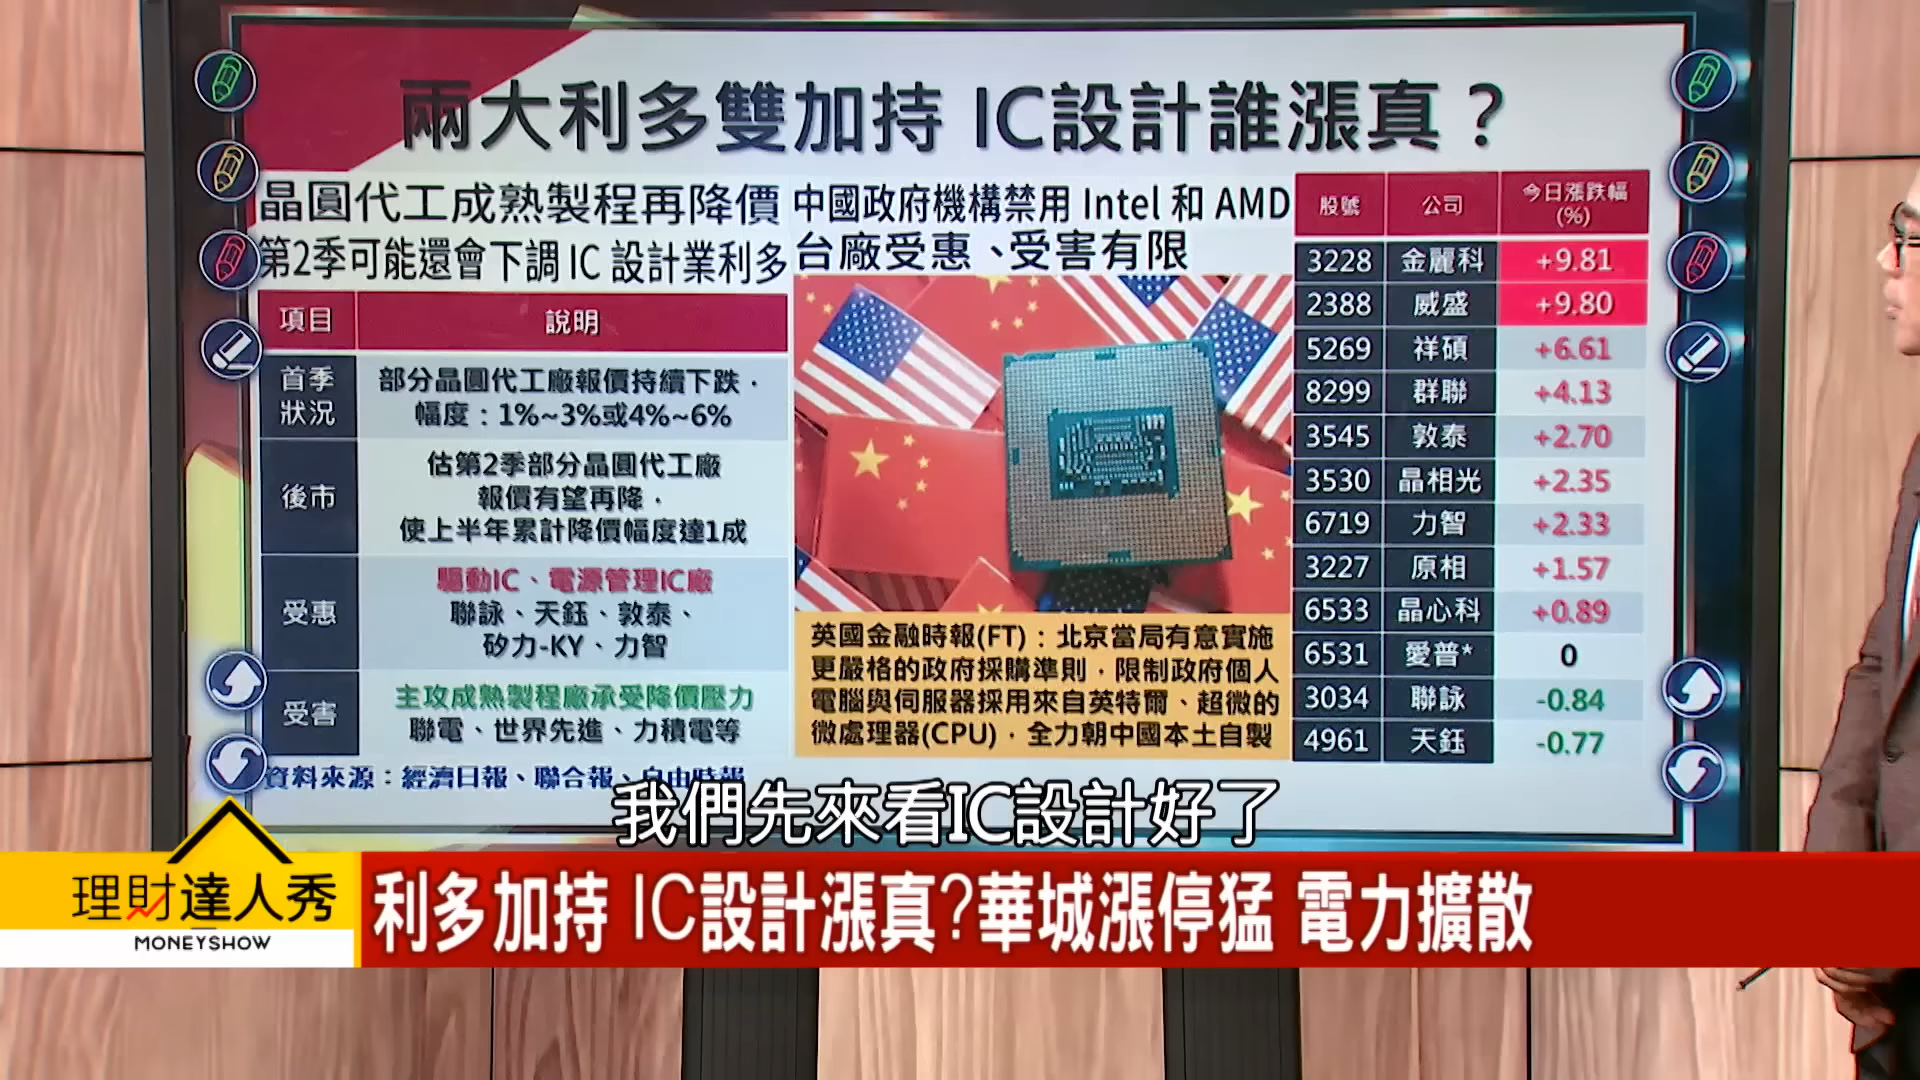 兩大利多雙加持 IC設計誰漲真？
晶圓代工成熟製程再降價
第2季可能還會下調 IC 設計業利多
項目 說明
首季狀況 部分晶圓代工廠報價持續下跌，
幅度：1%~3%或4%~6%
後市 估第2季部分晶圓代工廠
報價有望再降，
使上半年累計降價幅度達1成
受惠 驅動IC、電源管理IC廠
聯詠、天鈺、敦泰、
矽力-KY、力智
受害 主攻成熟製程廠承受降價壓力
聯電、世界先進、力積電等
資料來源：經濟日報、聯合報、自由時報
中國政府機構禁用 Intel 和 AMD
台廠受惠、受害有限
英國金融時報(FT)：北京當局有意實施
更嚴格的政府採購準則，限制政府個人
電腦與伺服器採用來自英特爾、超微的
微處理器(CPU)，全力朝中國本土自製
股號 公司 今日漲跌幅(%)
3228 金麗科 +9.81
2388 威盛 +9.80
5269 祥碩 +6.61
8299 群聯 +4.13
3545 敦泰 +2.70
3530 晶相光 +2.35
6719 力智 +2.33
3227 原相 +1.57
6533 晶心科 +0.89
6531 愛普* 0
3034 聯詠 -0.84
4961 天鈺 -0.77
我們先來看IC設計好了
理財達人秀
MONEYSHOW
利多加持 IC設計漲真?華城漲停猛 電力擴散